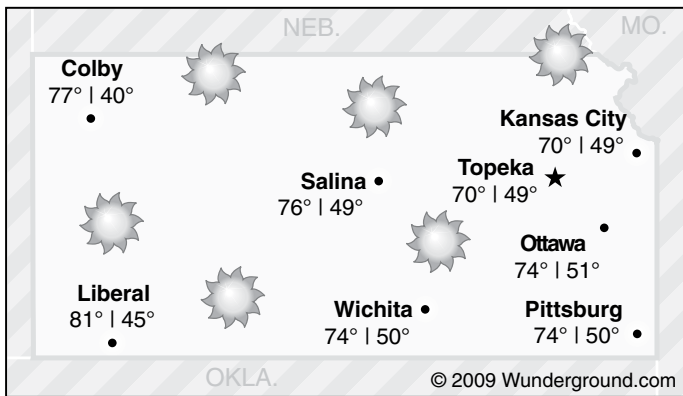 NEB.
MO.
Colby
77° | 40°
Kansas City
70° | 49°
Topeka
70° | 49°
Salina
76° | 49°
Ottawa
74° | 51°
Liberal
81° | 45°
Wichita
74° | 50°
Pittsburg
74° | 50°
OKLA.
© 2009 Wunderground.com